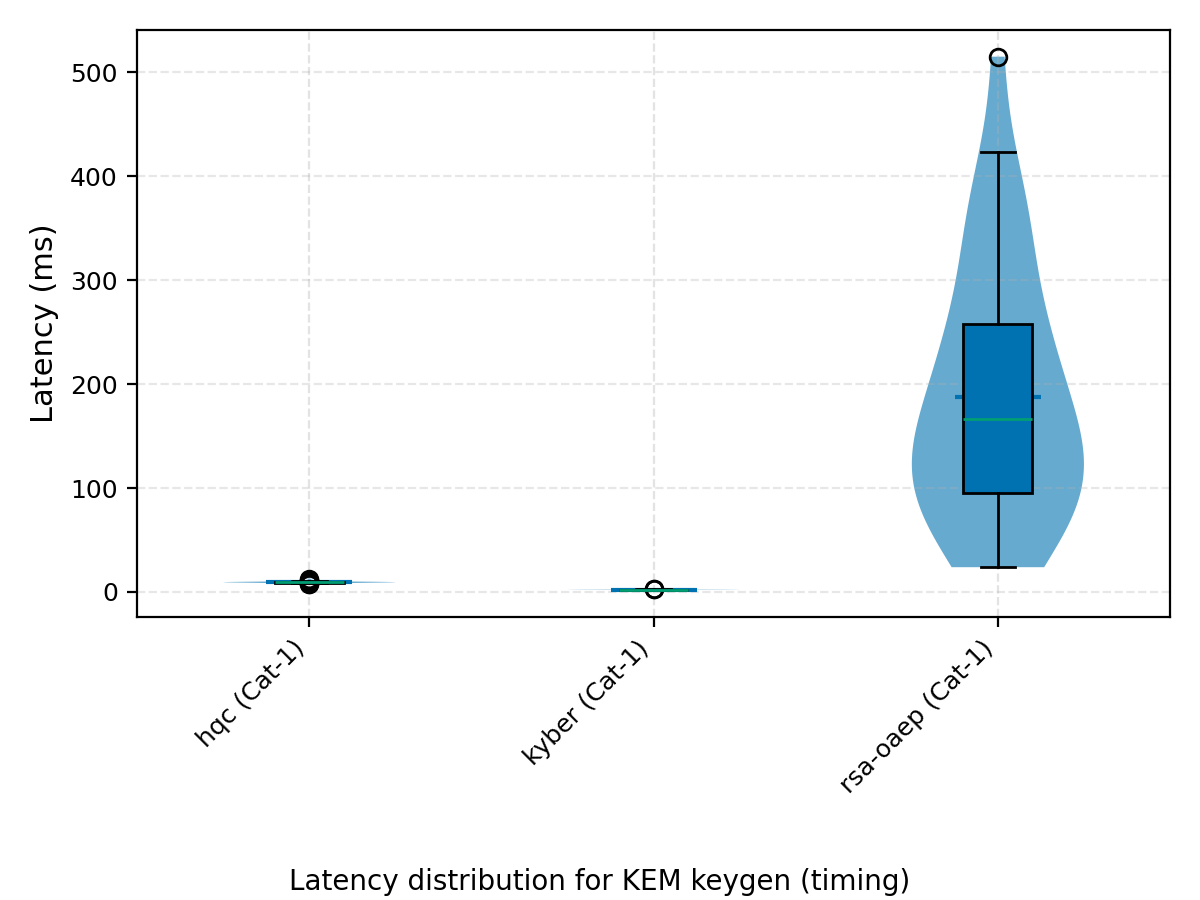 Latency (ms)
500
400
300
200
100
0
hqc (Cat-1)
kyber (Cat-1)
rsa-oaep (Cat-1)
Latency distribution for KEM keygen (timing)